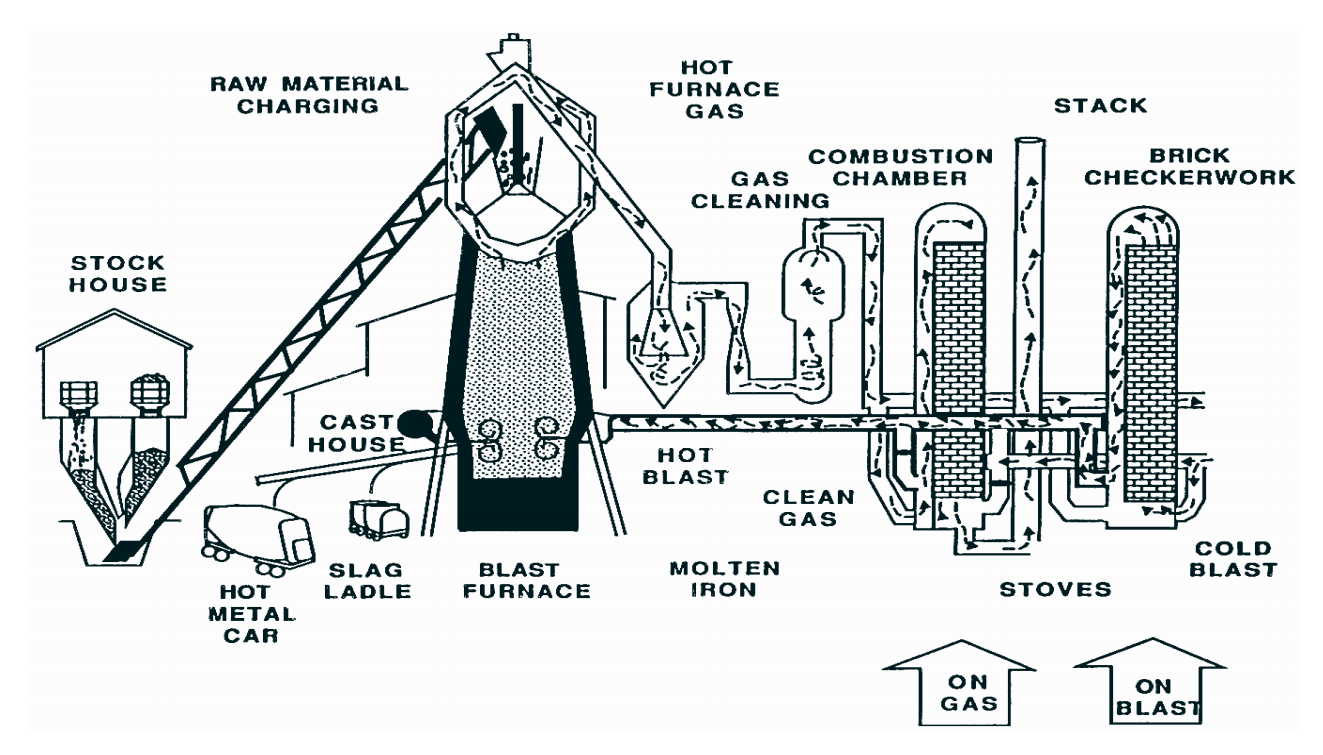 RAW MATERIAL
CHARGING
HOT
FURNACE
GAS
STACK
COMBUSTION
CHAMBER
BRICK
CHECKERWORK
GAS
CLEANING
STOCK
HOUSE
CAST
HOUSE
HOT
BLAST
CLEAN
GAS
COLD
BLAST
HOT
METAL
CAR
SLAG
LADLE
BLAST
FURNACE
MOLTEN
IRON
STOVES
ON
GAS
ON
BLAST